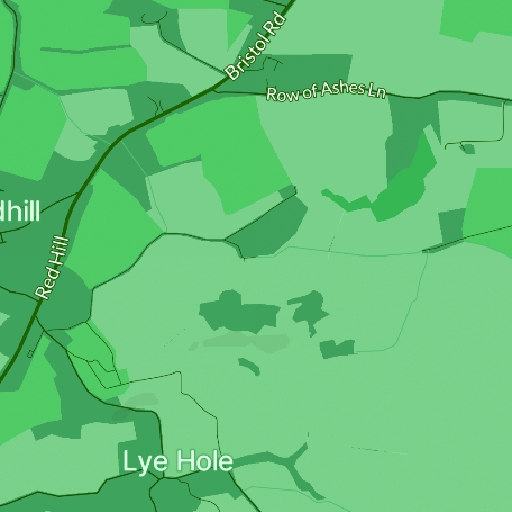 Bristol Rd
Row of Ashes Ln
dhill
Red Hill
Lye Hole